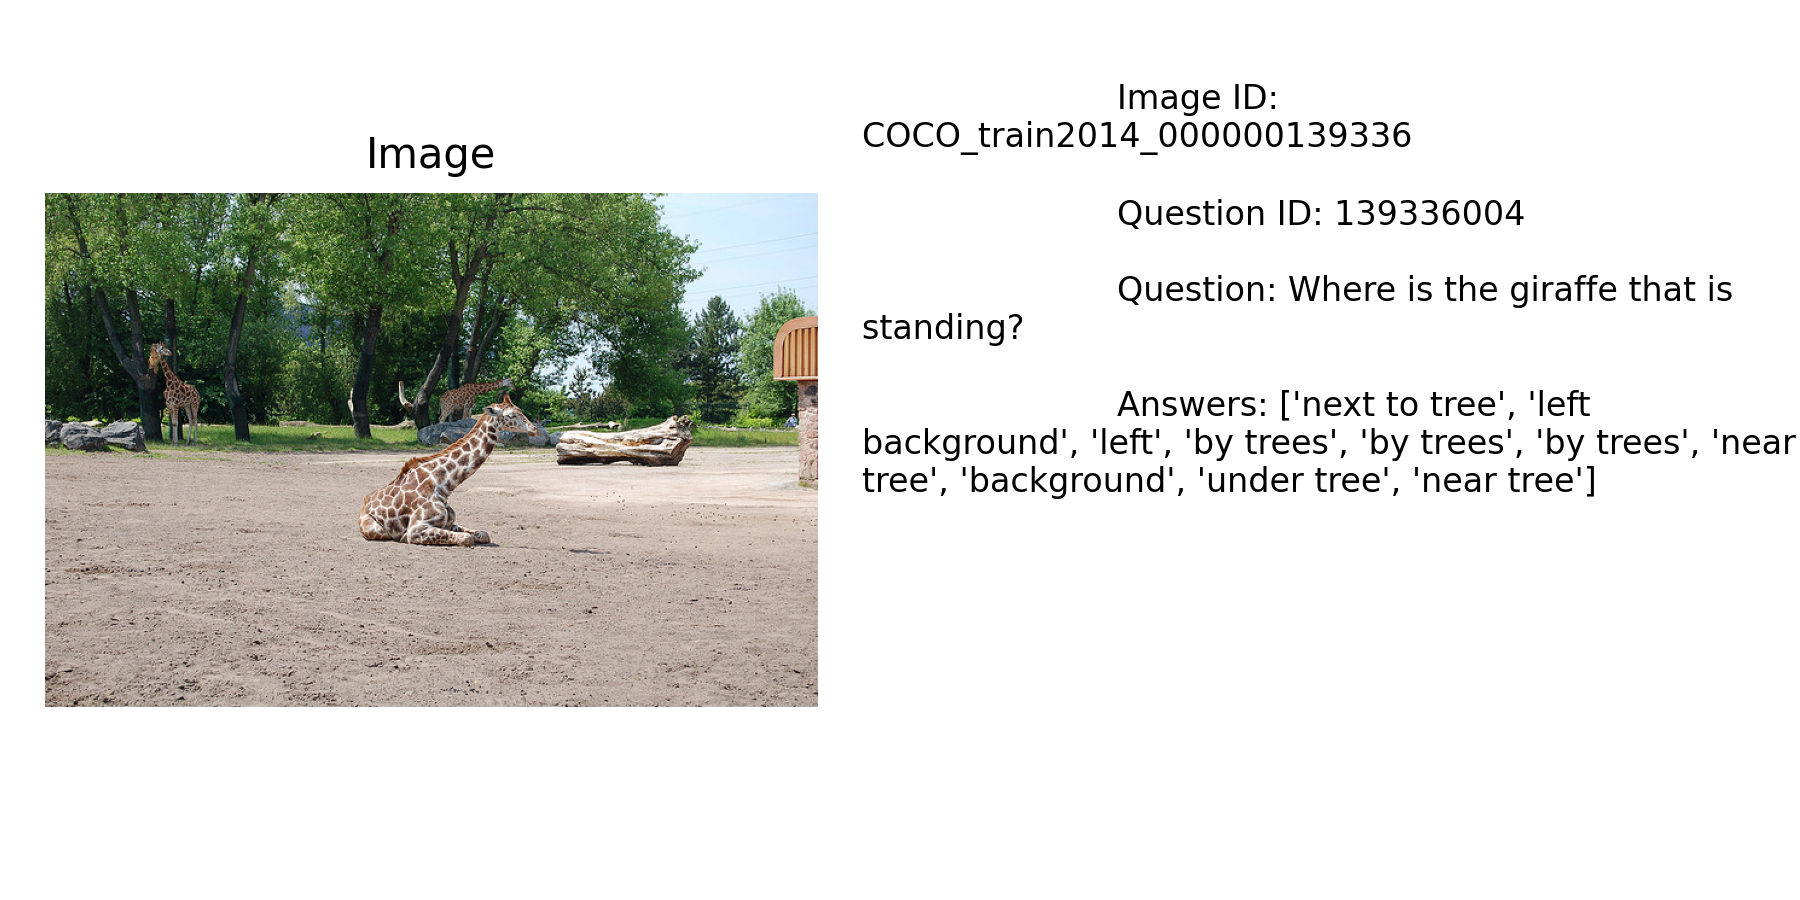 Image
Image ID:
COCO_train2014_000000139336
Question ID: 139336004
Question: Where is the giraffe that is
standing?
Answers: ['next to tree', 'left
background', 'left', 'by trees', 'by trees', 'by trees', 'near
tree', 'background', 'under tree', 'near tree']